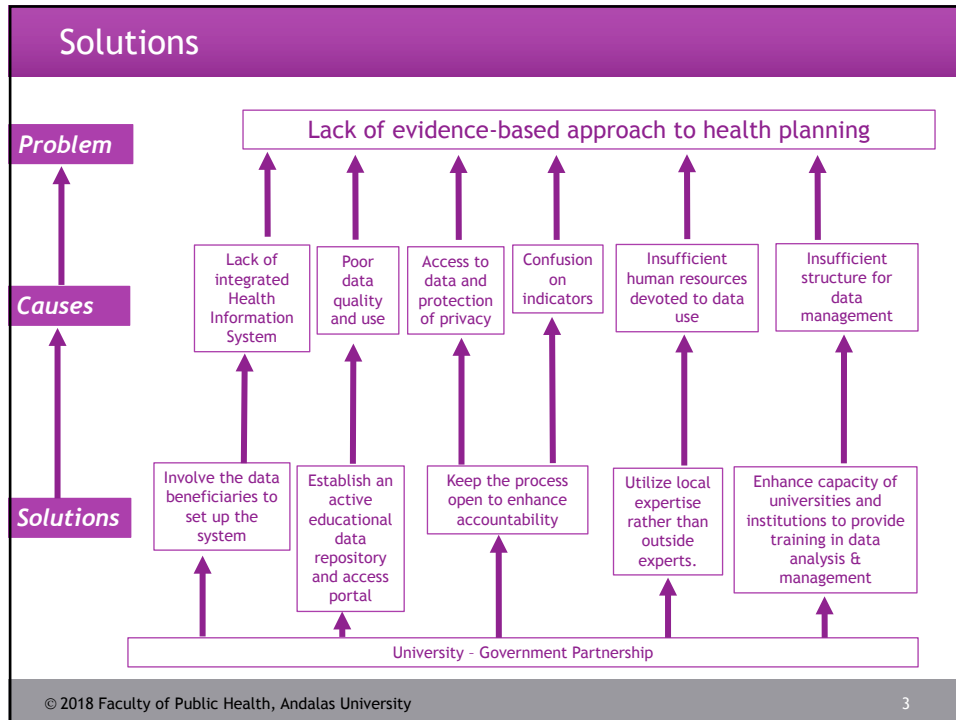 Solutions
Problem
Lack of evidence-based approach to health planning
Causes
Lack of
integrated
Health
Information
System
Poor
data
quality
and use
Access to
data and
protection
of privacy
Confusion
on
indicators
Insufficient
human resources
devoted to data
use
Insufficient
structure for
data
management
Solutions
Involve the data
beneficiaries to
set up the
system
Establish an
active
educational
data
repository
and access
portal
Keep the process
open to enhance
accountability
Utilize local
expertise
rather than
outside
experts.
Enhance capacity of
universities and
institutions to provide
training in data
analysis &
management
University - Government Partnership
© 2018 Faculty of Public Health, Andalas University
3